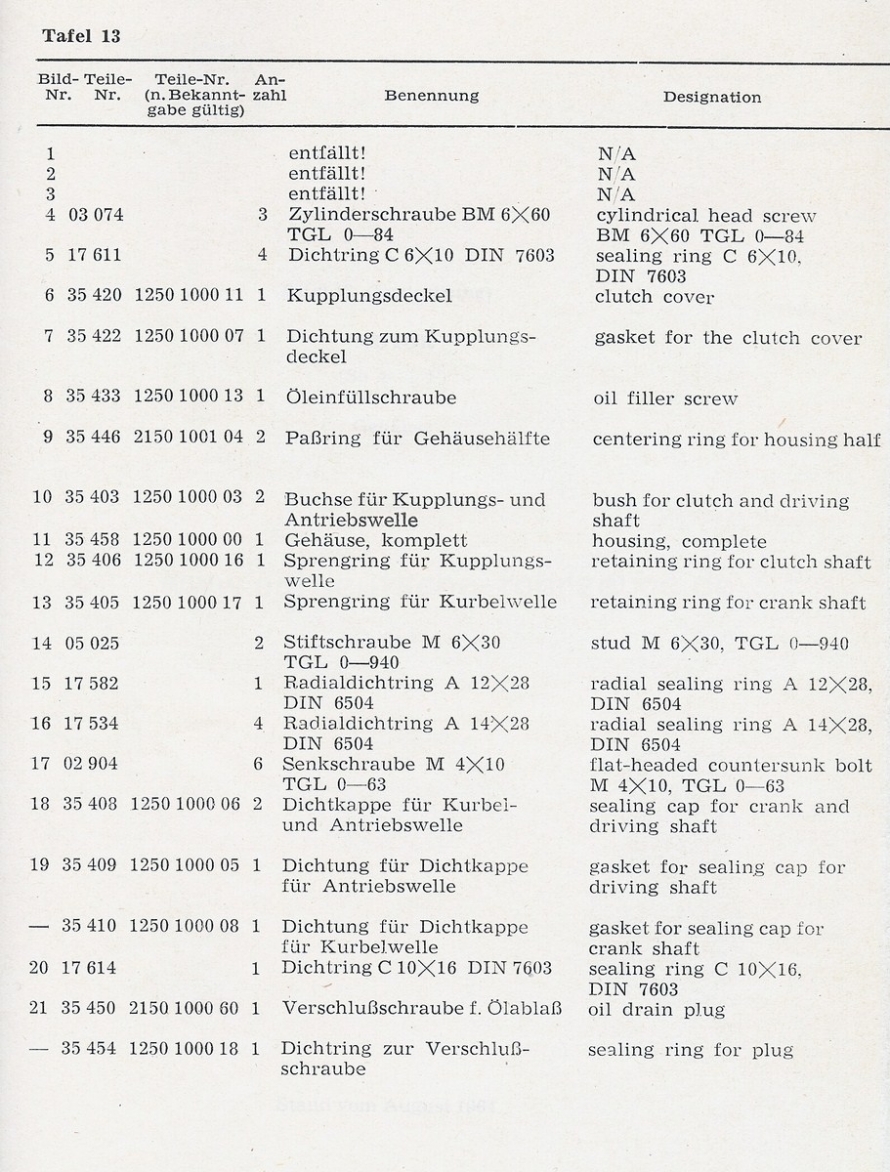 Tafel 13
Bild- Teile- Teile-Nr. An- Benennung Designation
Nr. Nr. (n. Bekannt- zahl
gabe gültig)
1 entfällt! N/A
2 entfällt! N/A
3 entfällt! N/A
4 03 074 3 Zylinderschraube BM 6×60 cylindrical head screw
TGL 0—84 BM 6×60 TGL 0—84
5 17 611 4 Dichtring C 6×10 DIN 7603 sealing ring C 6×10,
DIN 7603
6 35 420 1250 1000 11 1 Kupplungsdeckel clutch cover
7 35 422 1250 1000 07 1 Dichtung zum Kupplungs- gasket for the clutch cover
deckel
8 35 433 1250 1000 13 1 Öleinfüllschraube oil filler screw
9 35 446 2150 1001 04 2 Paßring für Gehäusehälfte centering ring for housing half
10 35 403 1250 1000 03 2 Buchse für Kupplungs- und bush for clutch and driving
Antriebswelle shaft
11 35 458 1250 1000 00 1 Gehäuse, komplett housing, complete
12 35 406 1250 1000 16 1 Sprengring für Kupplungs- retaining ring for clutch shaft
welle
13 35 405 1250 1000 17 1 Sprengring für Kurbelwelle retaining ring for crank shaft
14 05 025 2 Stiftschraube M 6×30 stud M 6×30, TGL 0—940
TGL 0—940
15 17 582 1 Radialdichtring A 12×28 radial sealing ring A 12×28,
DIN 6504 DIN 6504
16 17 534 4 Radialdichtring A 14×28 radial sealing ring A 14×28,
DIN 6504 DIN 6504
17 02 904 6 Senkschraube M 4×10 flat-headed countersunk bolt
TGL 0—63 M 4×10, TGL 0—63
18 35 408 1250 1000 06 2 Dichtkappe für Kurbel- sealing cap for crank and
und Antriebswelle driving shaft
19 35 409 1250 1000 05 1 Dichtung für Dichtkappe gasket for sealing cap for
für Antriebswelle driving shaft
— 35 410 1250 1000 08 1 Dichtung für Dichtkappe gasket for sealing cap for
für Kurbelwelle crank shaft
20 17 614 1 Dichtring C 10×16 DIN 7603 sealing ring C 10×16,
DIN 7603
21 35 450 2150 1000 60 1 Verschlußschraube f. Ölablaß oil drain plug
— 35 454 1250 1000 18 1 Dichtring zur Verschluß- sealing ring for plug
schraube